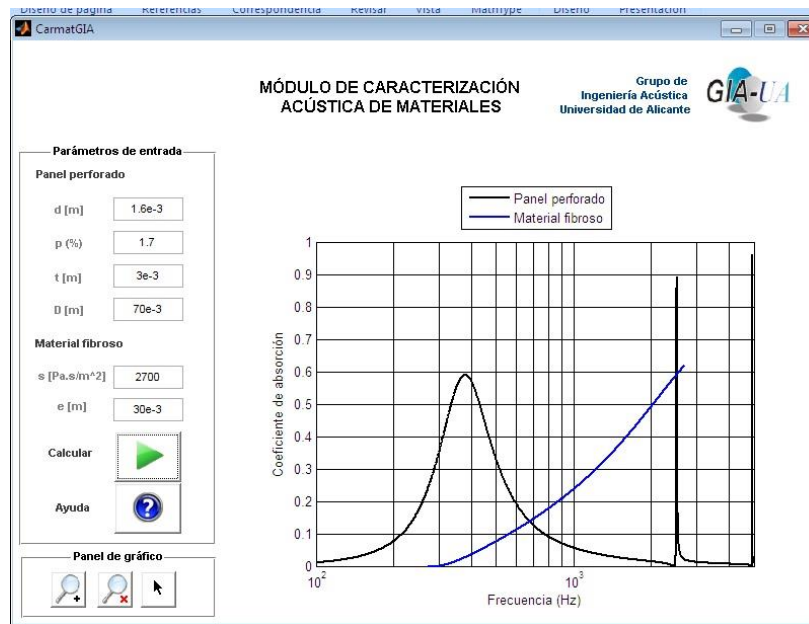 Diseño de página Referencias Correspondencia Revisar Vista MathType Diseño Presentación
CarmatGIA
MÓDULO DE CARACTERIZACIÓN
ACÚSTICA DE MATERIALES
Grupo de
Ingeniería Acústica
Universidad de Alicante
GIA-UA
Parámetros de entrada
Panel perforado
d [m] 1.6e-3
p (%) 1.7
t [m] 3e-3
D [m] 70e-3
Material fibroso
s [Pa.s/m^2] 2700
e [m] 30e-3
Calcular
Ayuda
?
Panel de gráfico
Panel perforado
Material fibroso
1
0.9
0.8
0.7
0.6
0.5
0.4
0.3
0.2
0.1
0
Coeficiente de absorción
10^2 10^3
Frecuencia (Hz)